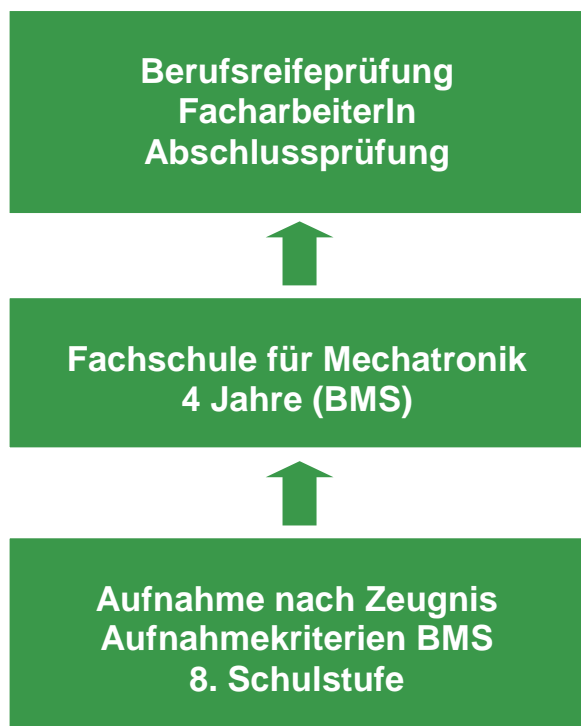 Berufsreifeprüfung
FacharbeiterIn
Abschlussprüfung
Fachschule für Mechatronik
4 Jahre (BMS)
Aufnahme nach Zeugnis
Aufnahmekriterien BMS
8. Schulstufe